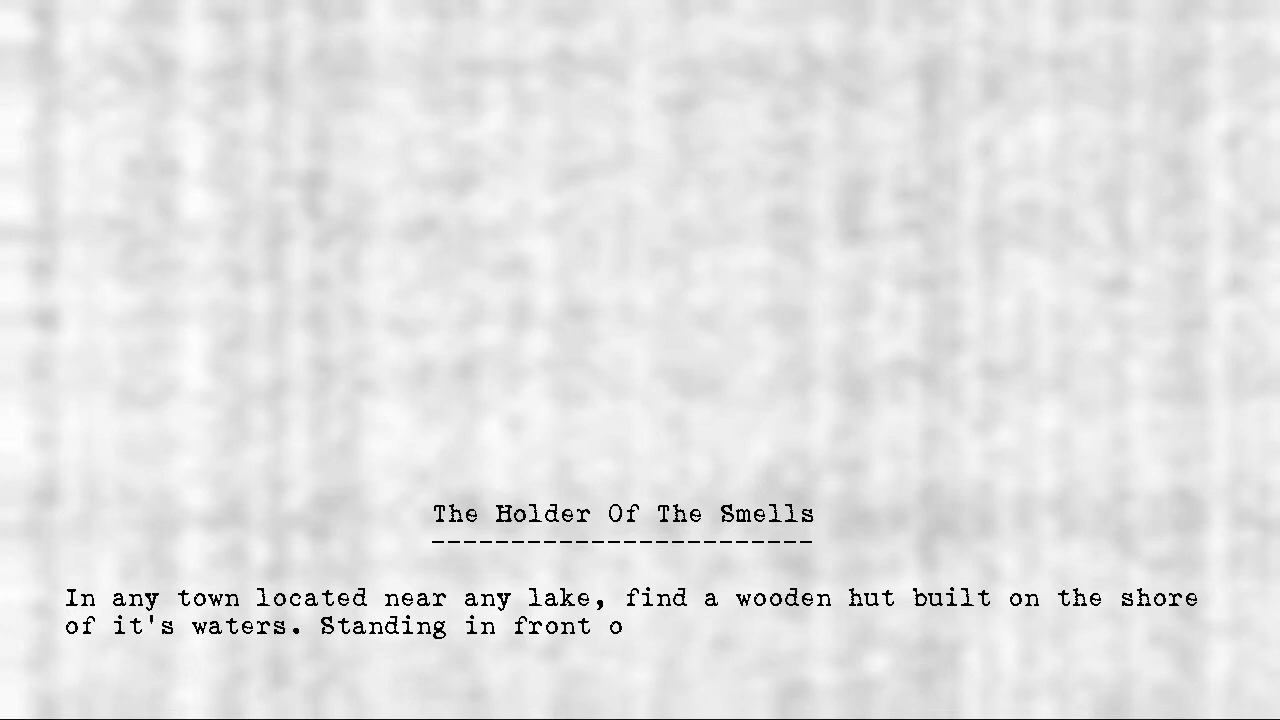 The Holder Of The Smells
------------------------
In any town located near any lake, find a wooden hut built on the shore
of it's waters. Standing in front o